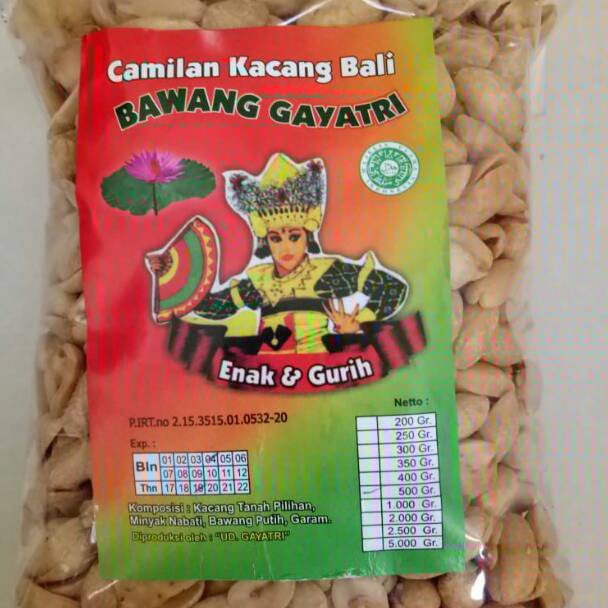 Camilan Kacang Bali
BAWANG GAYATRI
Enak & Gurih
P.IRT.no 2.15.3515.01.0532-20
Netto :
Exp. :
Bln 01 02 03 04 05 06
07 08 09 10 11 12
Thn 17 18 19 20 21 22
200 Gr.
250 Gr.
300 Gr.
350 Gr.
400 Gr.
500 Gr.
1.000 Gr.
2.000 Gr.
2.500 Gr.
5.000 Gr.
Komposisi : Kacang Tanah Pilihan,
Minyak Nabati, Bawang Putih, Garam.
Diproduksi oleh : "UD. GAYATRI"